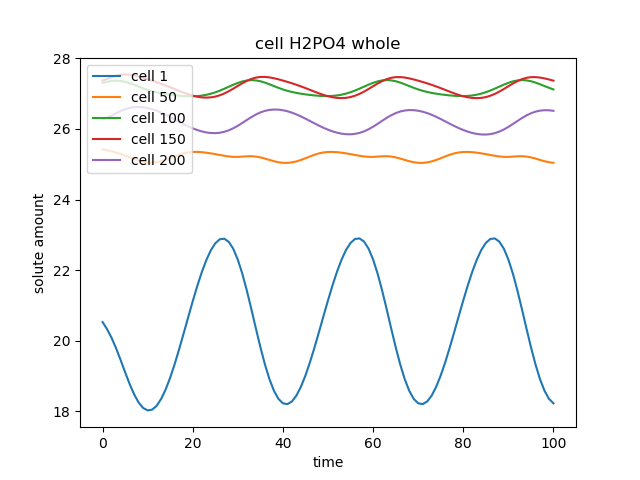 cell H2PO4 whole
28
26
24
22
20
18
solute amount
cell 1
cell 50
cell 100
cell 150
cell 200
0 20 40 60 80 100
time